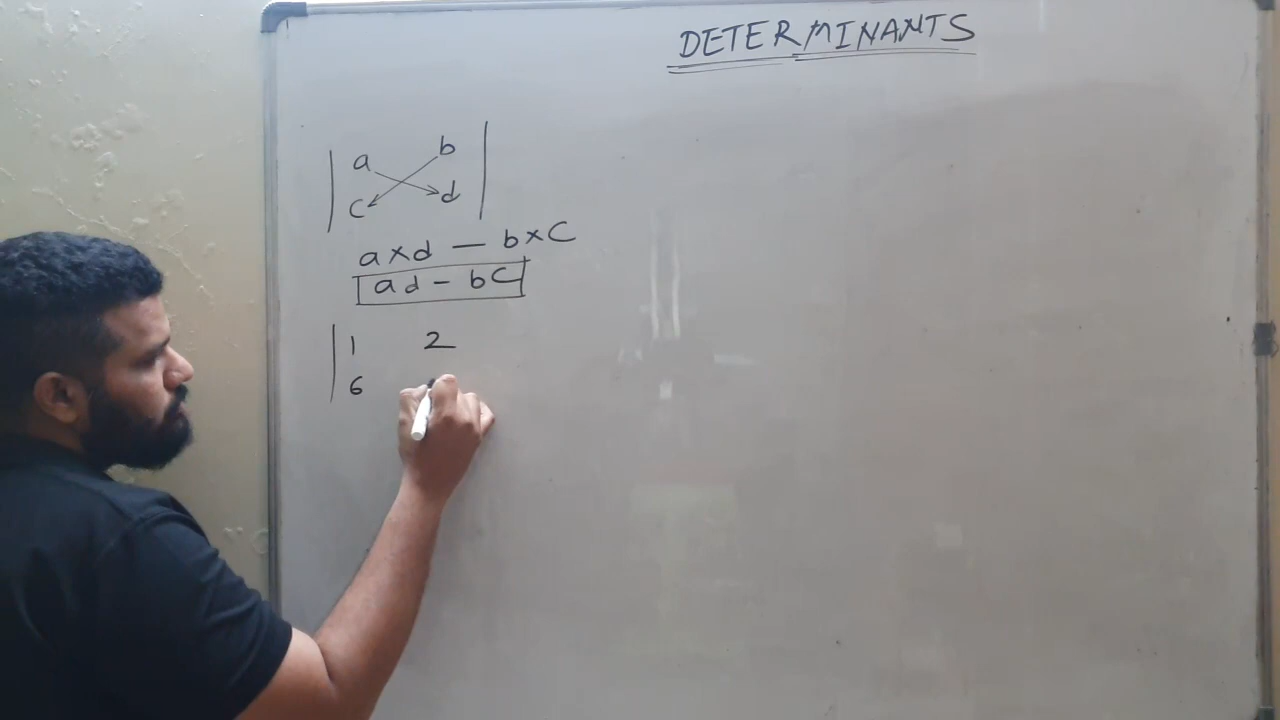 DETERMINANTS
a b
c d
a×d — b×c
ad - bc
1 2
6